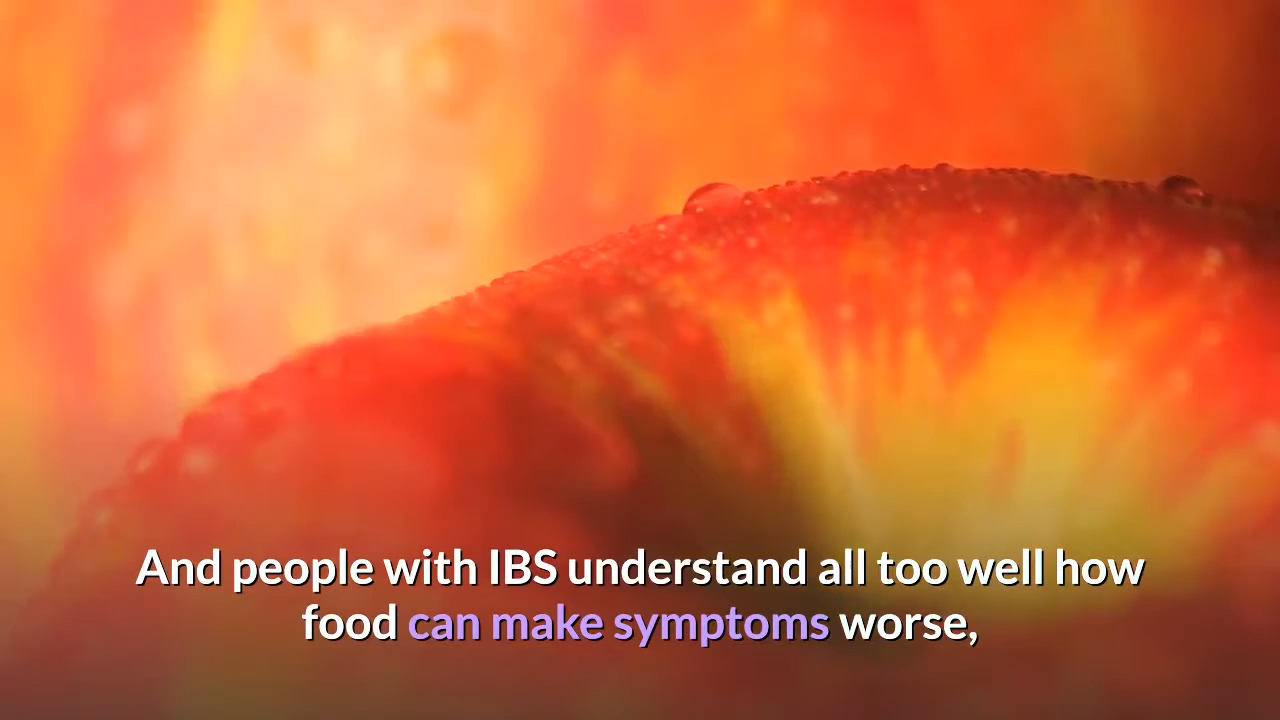 And people with IBS understand all too well how
food can make symptoms worse,